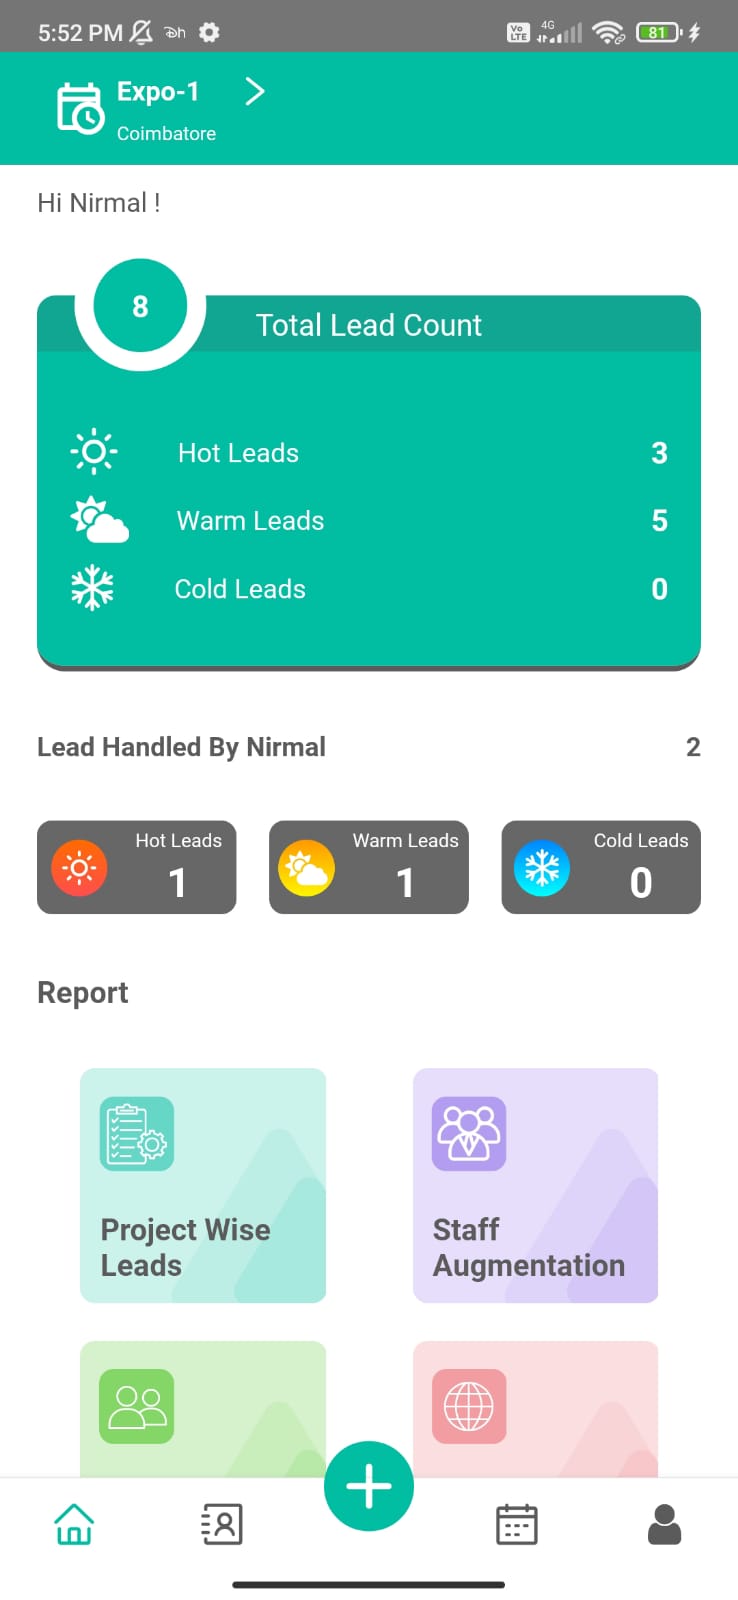 5:52 PM
Vo LTE 4G 81
Expo-1
Coimbatore
Hi Nirmal !
8
Total Lead Count
Hot Leads 3
Warm Leads 5
Cold Leads 0
Lead Handled By Nirmal 2
Hot Leads Warm Leads Cold Leads
1 1 0
Report
Project Wise
Leads
Staff
Augmentation